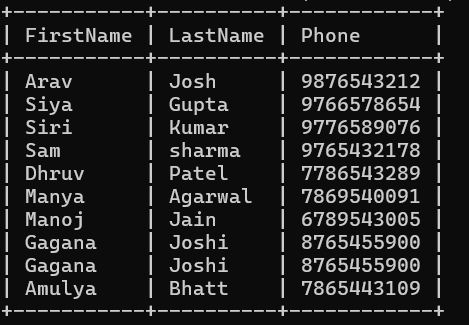 +-----------+----------+------------+
| FirstName | LastName | Phone      |
+-----------+----------+------------+
| Arav      | Josh     | 9876543212 |
| Siya      | Gupta    | 9766578654 |
| Siri      | Kumar    | 9776589076 |
| Sam       | sharma   | 9765432178 |
| Dhruv     | Patel    | 7786543289 |
| Manya     | Agarwal  | 7869540091 |
| Manoj     | Jain     | 6789543005 |
| Gagana    | Joshi    | 8765455900 |
| Gagana    | Joshi    | 8765455900 |
| Amulya    | Bhatt    | 7865443109 |
+-----------+----------+------------+